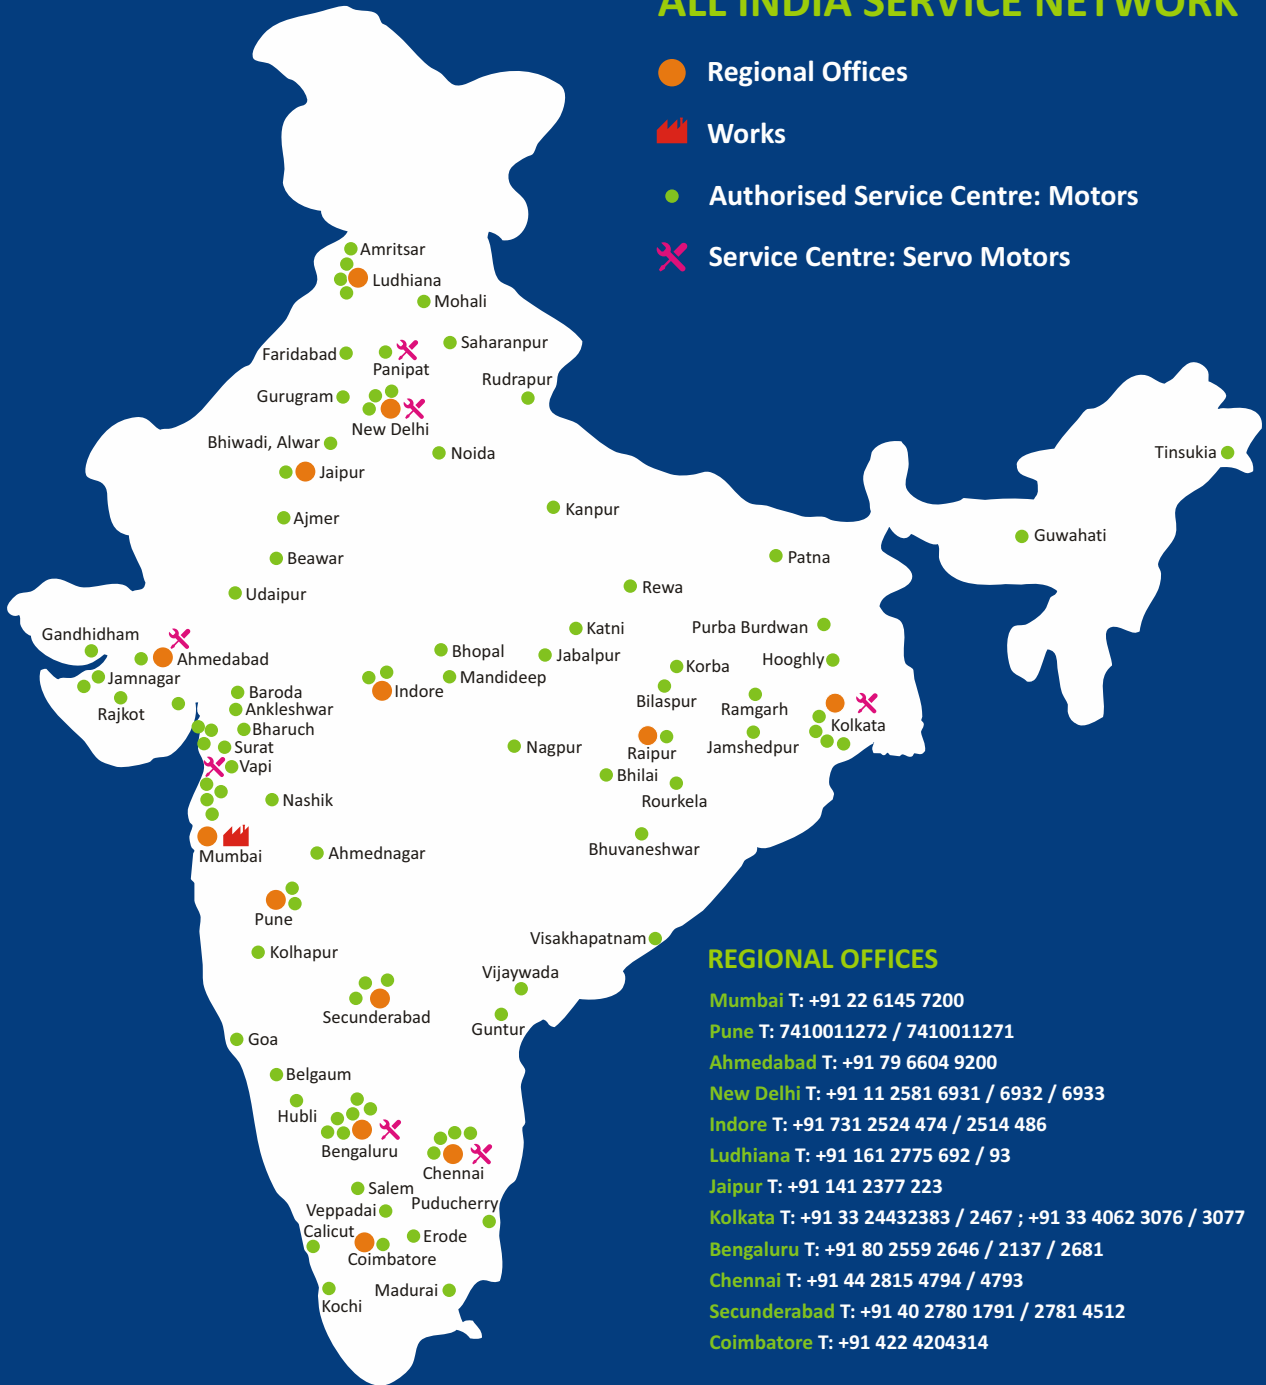 ALL INDIA SERVICE NETWORK
Regional Offices
Works
Authorised Service Centre: Motors
Service Centre: Servo Motors
Amritsar
Ludhiana
Mohali
Saharanpur
Faridabad
Panipat
Rudrapur
Gurugram
New Delhi
Bhiwadi, Alwar
Noida
Tinsukia
Jaipur
Kanpur
Ajmer
Guwahati
Beawar
Patna
Rewa
Udaipur
Katni
Purba Burdwan
Gandhidham
Bhopal
Jabalpur
Ahmedabad
Hooghly
Korba
Jamnagar
Mandideep
Indore
Baroda
Bilaspur
Ankleshwar
Ramgarh
Rajkot
Kolkata
Bharuch
Surat
Nagpur
Jamshedpur
Raipur
Vapi
Bhilai
Nashik
Rourkela
Bhuvaneshwar
Mumbai
Ahmednagar
Pune
Visakhapatnam
Kolhapur
Vijaywada
Secunderabad
Guntur
Goa
Belgaum
Hubli
Bengaluru
Chennai
Salem
Puducherry
Veppadai
Calicut
Erode
Coimbatore
Madurai
Kochi
REGIONAL OFFICES
Mumbai T: +91 22 6145 7200
Pune T: 7410011272 / 7410011271
Ahmedabad T: +91 79 6604 9200
New Delhi T: +91 11 2581 6931 / 6932 / 6933
Indore T: +91 731 2524 474 / 2514 486
Ludhiana T: +91 161 2775 692 / 93
Jaipur T: +91 141 2377 223
Kolkata T: +91 33 24432383 / 2467 ; +91 33 4062 3076 / 3077
Bengaluru T: +91 80 2559 2646 / 2137 / 2681
Chennai T: +91 44 2815 4794 / 4793
Secunderabad T: +91 40 2780 1791 / 2781 4512
Coimbatore T: +91 422 4204314